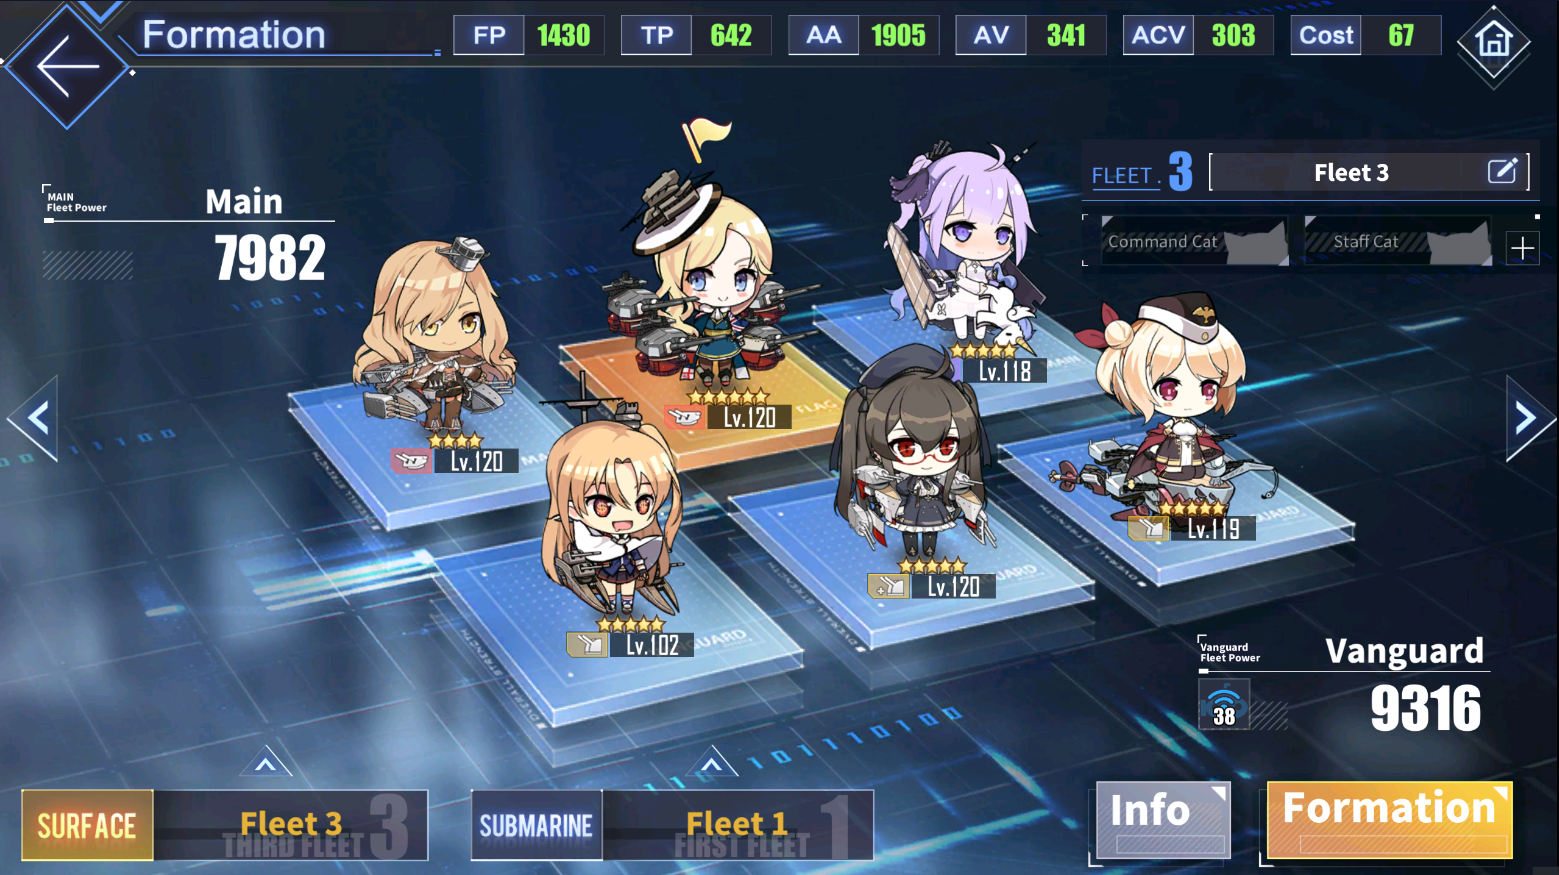 Formation
FP 1430
TP 642
AA 1905
AV 341
ACV 303
Cost 67
MAIN
Fleet Power
Main
7982
FLEET. 3
Fleet 3
Command Cat
Staff Cat
Lv.118
MAIN
Lv.120
FLAG
Lv.120
Lv.119
Lv.120
Lv.102
VANGUARD
Vanguard
Fleet Power
Vanguard
38
9316
SURFACE
Fleet 3
THIRD FLEET 3
SUBMARINE
Fleet 1
FIRST FLEET 1
Info
Formation